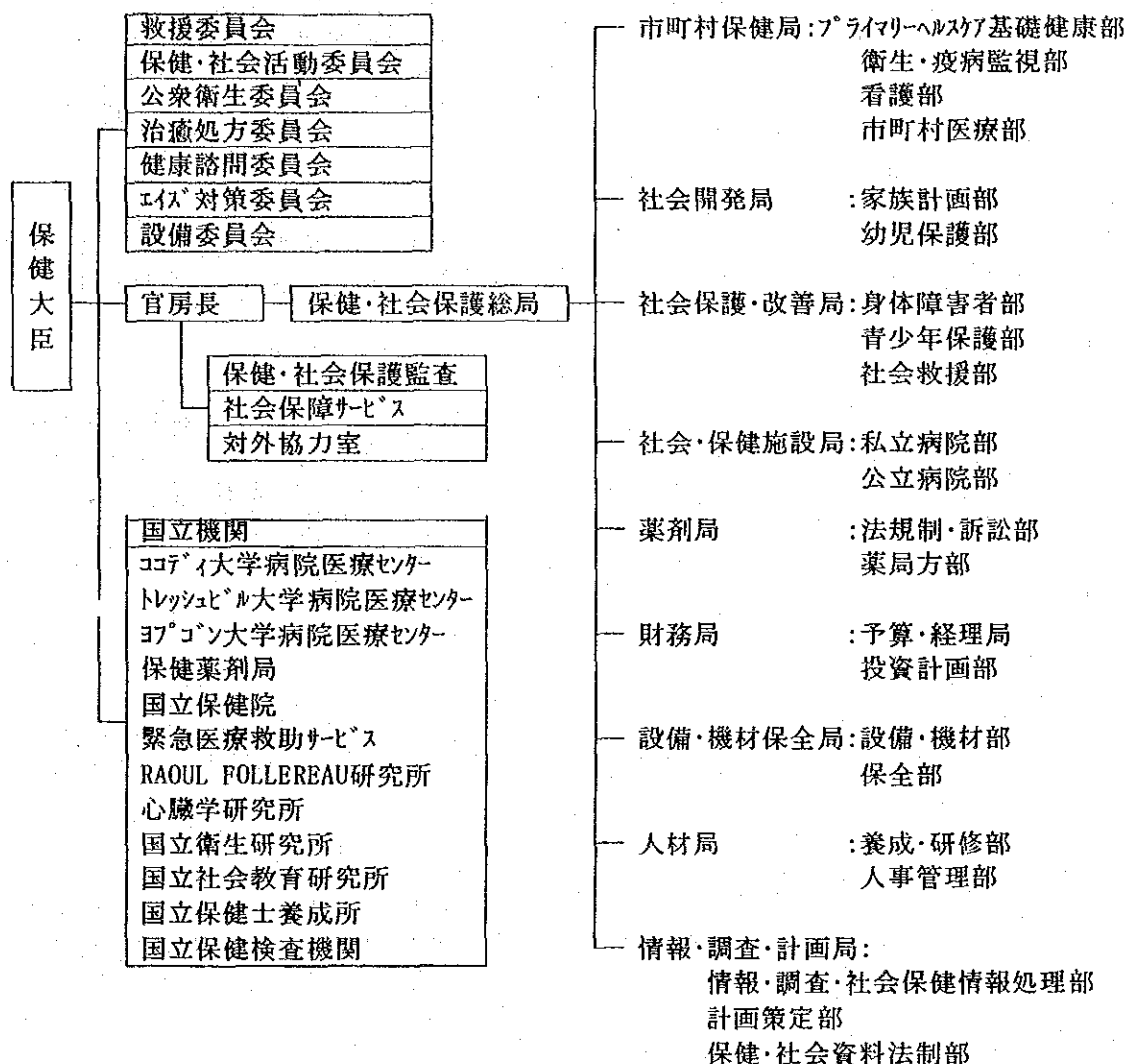 救援委員会
保健・社会活動委員会
公衆衛生委員会
治癒処方委員会
健康諮問委員会
ｴｲｽﾞ対策委員会
設備委員会
保健大臣
官房長
保健・社会保護総局
保健・社会保護監査
社会保障ｻｰﾋﾞｽ
対外協力室
国立機関
ｺｺﾃﾞｨ大学病院医療ｾﾝﾀｰ
ﾄﾚｯｼｭﾋﾞﾙ大学病院医療ｾﾝﾀｰ
ﾖﾌﾟｺﾞﾝ大学病院医療ｾﾝﾀｰ
保健薬剤局
国立保健院
緊急医療救助ｻｰﾋﾞｽ
RAOUL FOLLEREAU研究所
心臓学研究所
国立衛生研究所
国立社会教育研究所
国立保健士養成所
国立保健検査機関
市町村保健局:ﾌﾟﾗｲﾏﾘｰﾍﾙｽｹｱ基礎健康部
衛生・疫病監視部
看護部
市町村医療部
社会開発局 :家族計画部
幼児保護部
社会保護・改善局:身体障害者部
青少年保護部
社会救援部
社会・保健施設局:私立病院部
公立病院部
薬剤局 :法規制・訴訟部
薬局方部
財務局 :予算・経理局
投資計画部
設備・機材保全局:設備・機材部
保全部
人材局 :養成・研修部
人事管理部
情報・調査・計画局:
情報・調査・社会保健情報処理部
計画策定部
保健・社会資料法制部